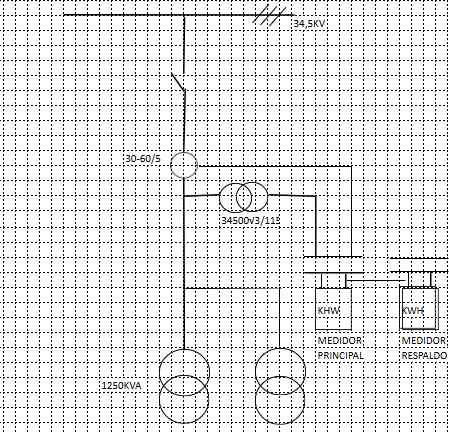 34,5KV
30-60/5
34500√3/115
KHW
KWH
MEDIDOR
PRINCIPAL
MEDIDOR
RESPALDO
1250KVA